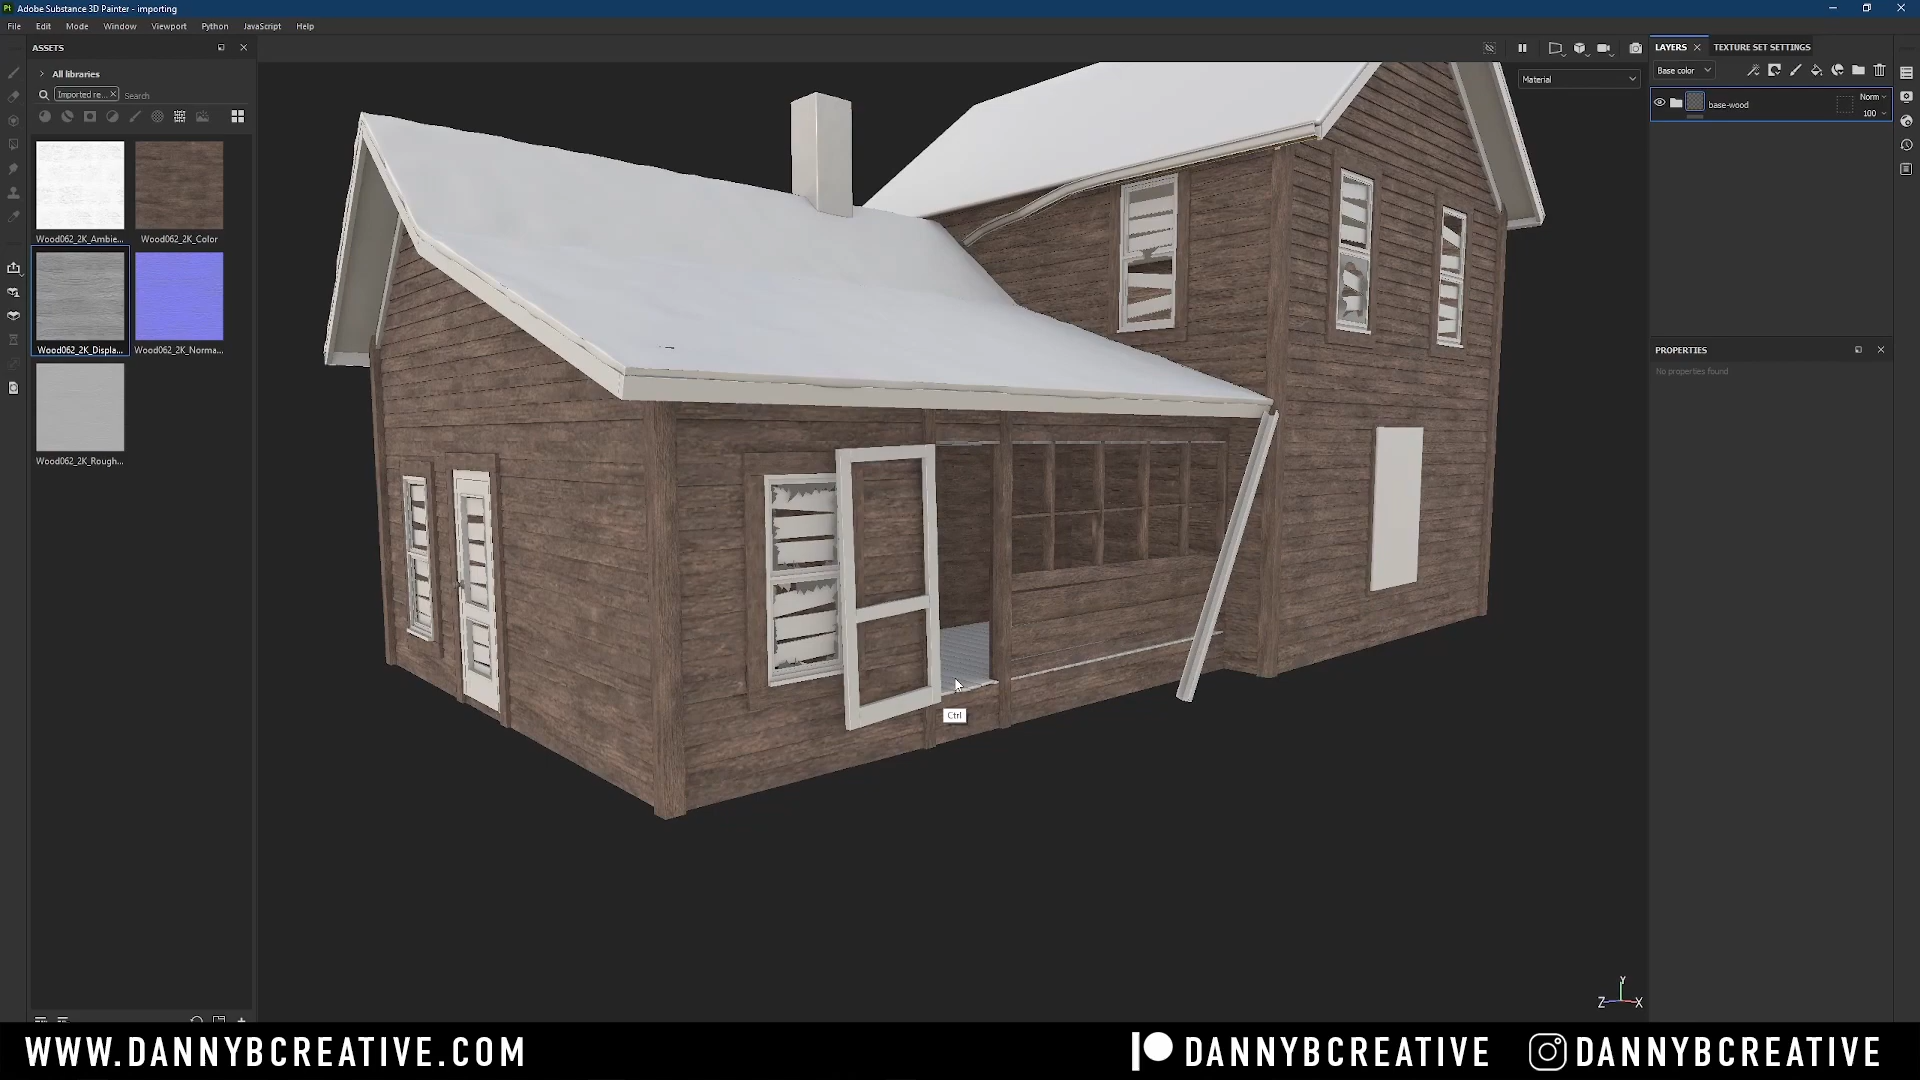 Pt Adobe Substance 3D Painter - importing
File Edit Mode Window Viewport Python JavaScript Help
ASSETS
All libraries
Imported re... Search
Wood062_2K_Ambie... Wood062_2K_Color
Wood062_2K_Displa... Wood062_2K_Norma...
Wood062_2K_Rough...
Material
Ctrl
Y
Z X
LAYERS TEXTURE SET SETTINGS
Base color
base-wood Norm
100
PROPERTIES
No properties found
WWW.DANNYBCREATIVE.COM DANNYBCREATIVE DANNYBCREATIVE